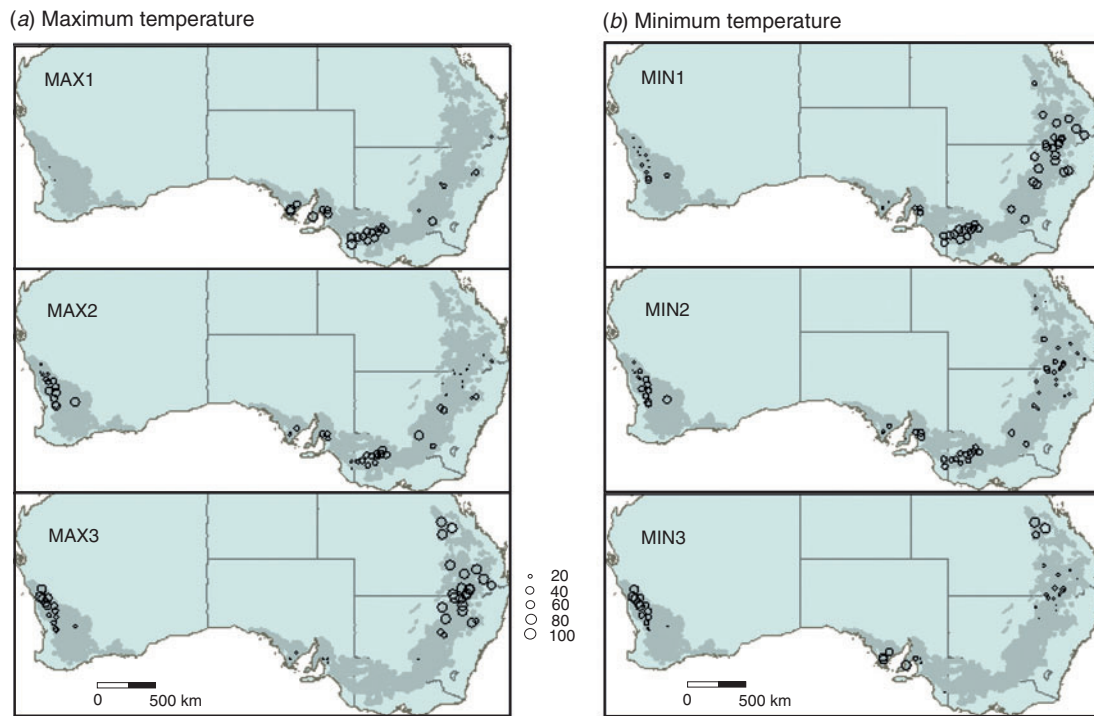 (a) Maximum temperature
(b) Minimum temperature
MAX1
MIN1
MAX2
MIN2
MAX3
MIN3
20
40
60
80
100
0 500 km
0 500 km